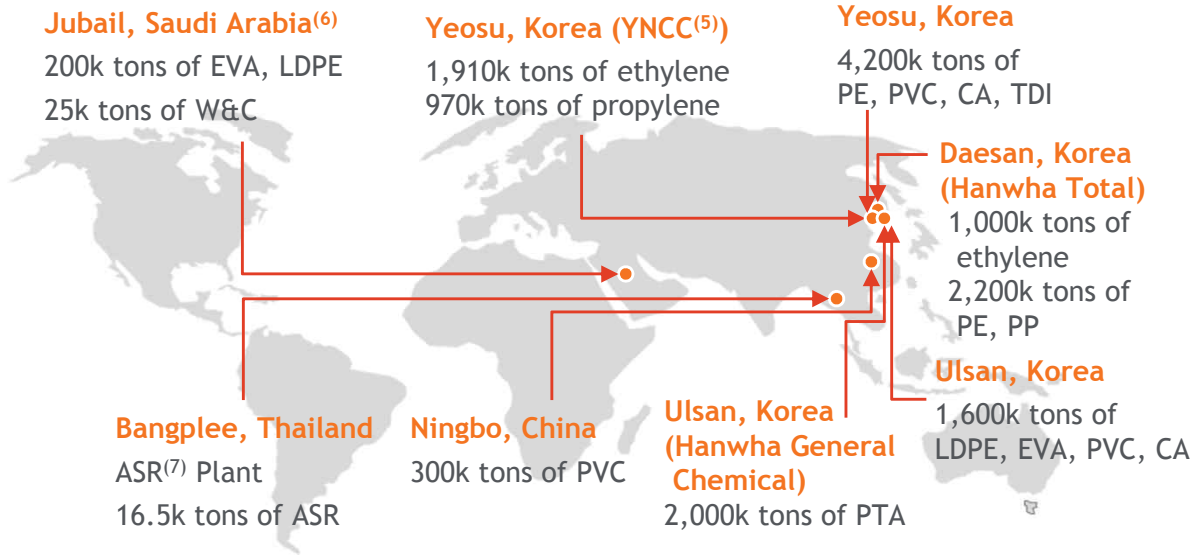 Jubail, Saudi Arabia(6)
200k tons of EVA, LDPE
25k tons of W&C
Yeosu, Korea (YNCC(5))
1,910k tons of ethylene
970k tons of propylene
Yeosu, Korea
4,200k tons of
PE, PVC, CA, TDI
Daesan, Korea
(Hanwha Total)
1,000k tons of
ethylene
2,200k tons of
PE, PP
Ulsan, Korea
1,600k tons of
LDPE, EVA, PVC, CA
Bangplee, Thailand
ASR(7) Plant
16.5k tons of ASR
Ningbo, China
300k tons of PVC
Ulsan, Korea
(Hanwha General
Chemical)
2,000k tons of PTA